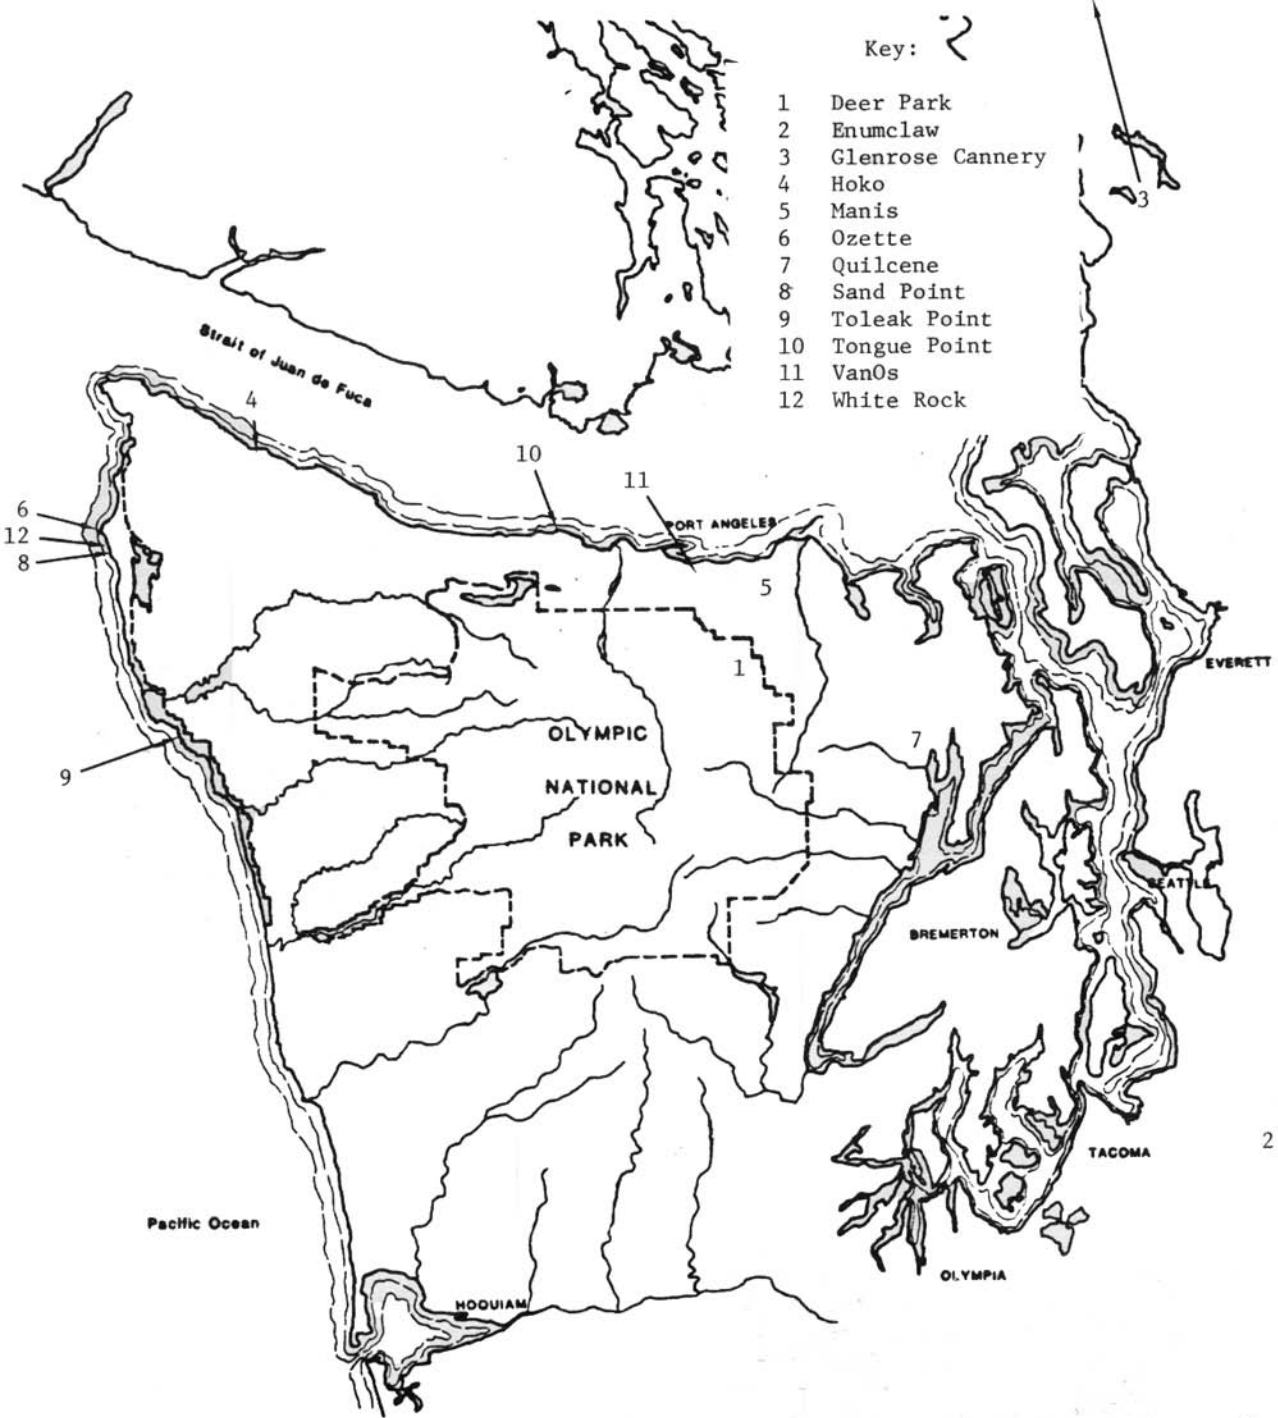 Key:
1 Deer Park
2 Enumclaw
3 Glenrose Cannery
4 Hoko
5 Manis
6 Ozette
7 Quilcene
8 Sand Point
9 Toleak Point
10 Tongue Point
11 VanOs
12 White Rock
3
Strait of Juan de Fuca
4
10
11
6
12
8
PORT ANGELES
5
1
EVERETT
OLYMPIC
NATIONAL
PARK
7
9
SEATTLE
BREMERTON
TACOMA
2
Pacific Ocean
OLYMPIA
HOQUIAM